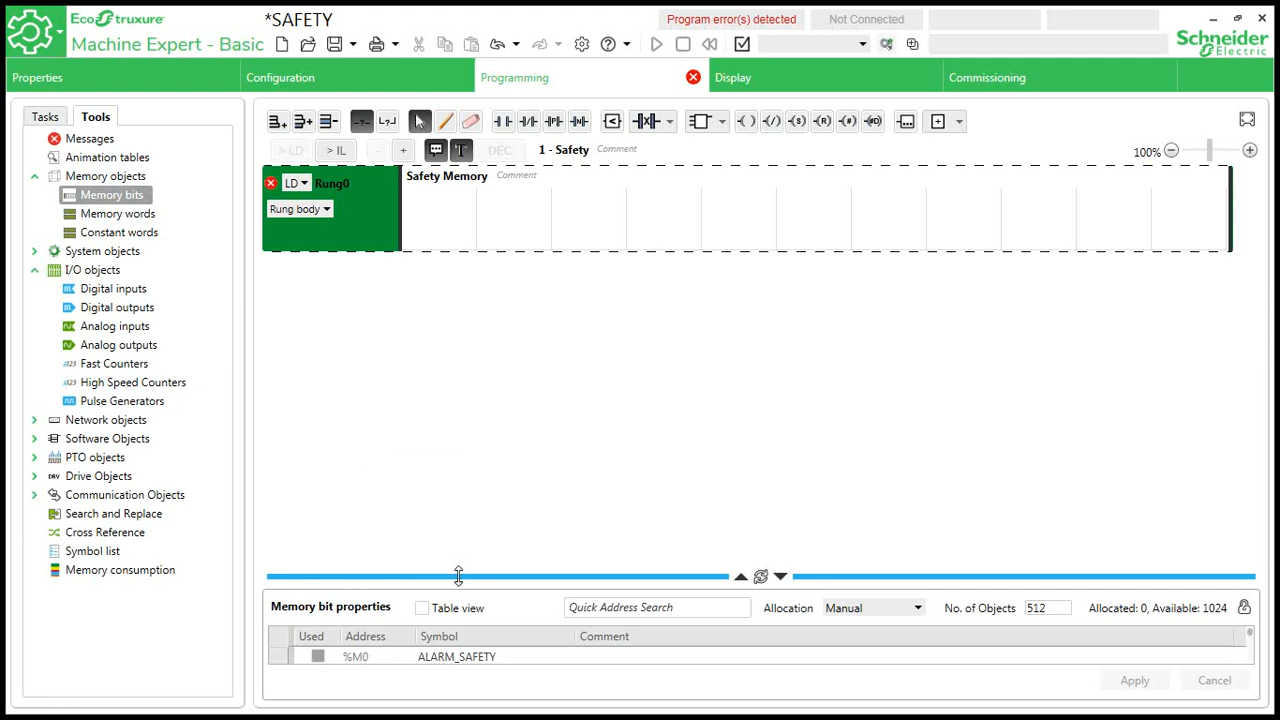 EcoStruxure
Machine Expert - Basic
*SAFETY
Program error(s) detected
Not Connected
Schneider
Electric
Properties
Configuration
Programming
Display
Commissioning
Tasks
Tools
Messages
Animation tables
Memory objects
Memory bits
Memory words
Constant words
System objects
I/O objects
Digital inputs
Digital outputs
Analog inputs
Analog outputs
Fast Counters
High Speed Counters
Pulse Generators
Network objects
Software Objects
PTO objects
DRV Drive Objects
Communication Objects
Search and Replace
Cross Reference
Symbol list
Memory consumption
> LD
> IL
DEC
1 - Safety
Comment
100%
LD
Rung0
Rung body
Safety Memory
Comment
Memory bit properties
Table view
Quick Address Search
Allocation
Manual
No. of Objects
512
Allocated: 0, Available: 1024
Used
Address
Symbol
Comment
%M0
ALARM_SAFETY
Apply
Cancel